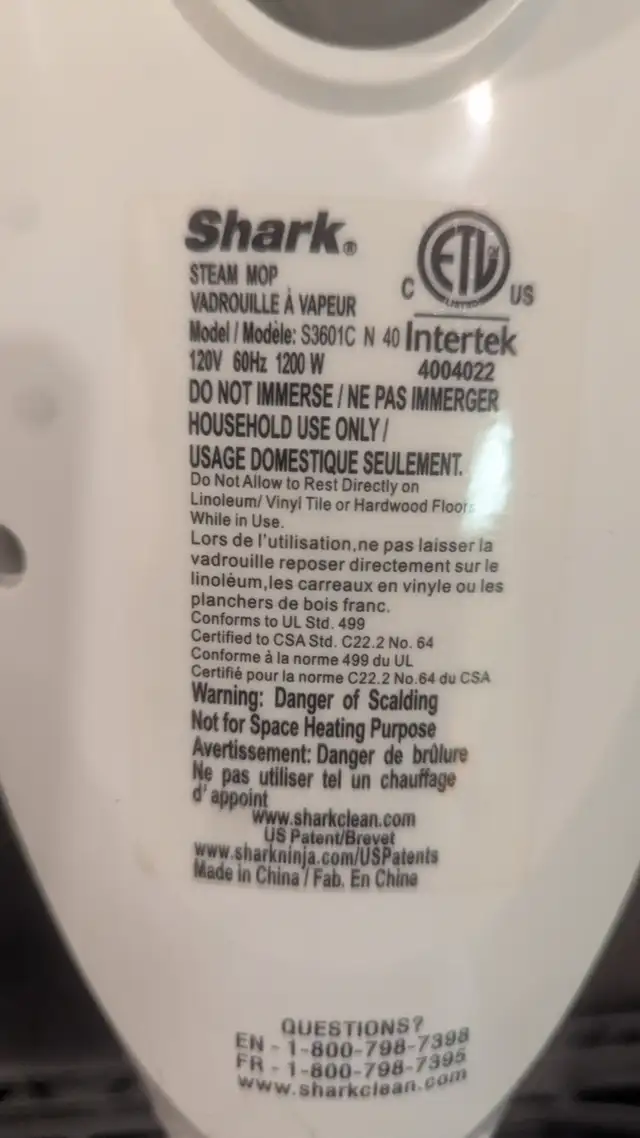 Shark®
STEAM MOP
VADROUILLE À VAPEUR
Model / Modèle: S3601C N 40
120V 60Hz 1200 W
C ETL CM LISTED US
Intertek
4004022
DO NOT IMMERSE / NE PAS IMMERGER
HOUSEHOLD USE ONLY /
USAGE DOMESTIQUE SEULEMENT.
Do Not Allow to Rest Directly on
Linoleum/ Vinyl Tile or Hardwood Floors
While in Use.
Lors de l'utilisation,ne pas laisser la
vadrouille reposer directement sur le
linoléum,les carreaux en vinyle ou les
planchers de bois franc.
Conforms to UL Std. 499
Certified to CSA Std. C22.2 No. 64
Conforme à la norme 499 du UL
Certifié pour la norme C22.2 No.64 du CSA
Warning: Danger of Scalding
Not for Space Heating Purpose
Avertissement: Danger de brûlure
Ne pas utiliser tel un chauffage
d'appoint
www.sharkclean.com
US Patent/Brevet
www.sharkninja.com/USPatents
Made in China / Fab. En Chine
QUESTIONS?
EN - 1-800-798-7398
FR - 1-800-798-7395
www.sharkclean.com